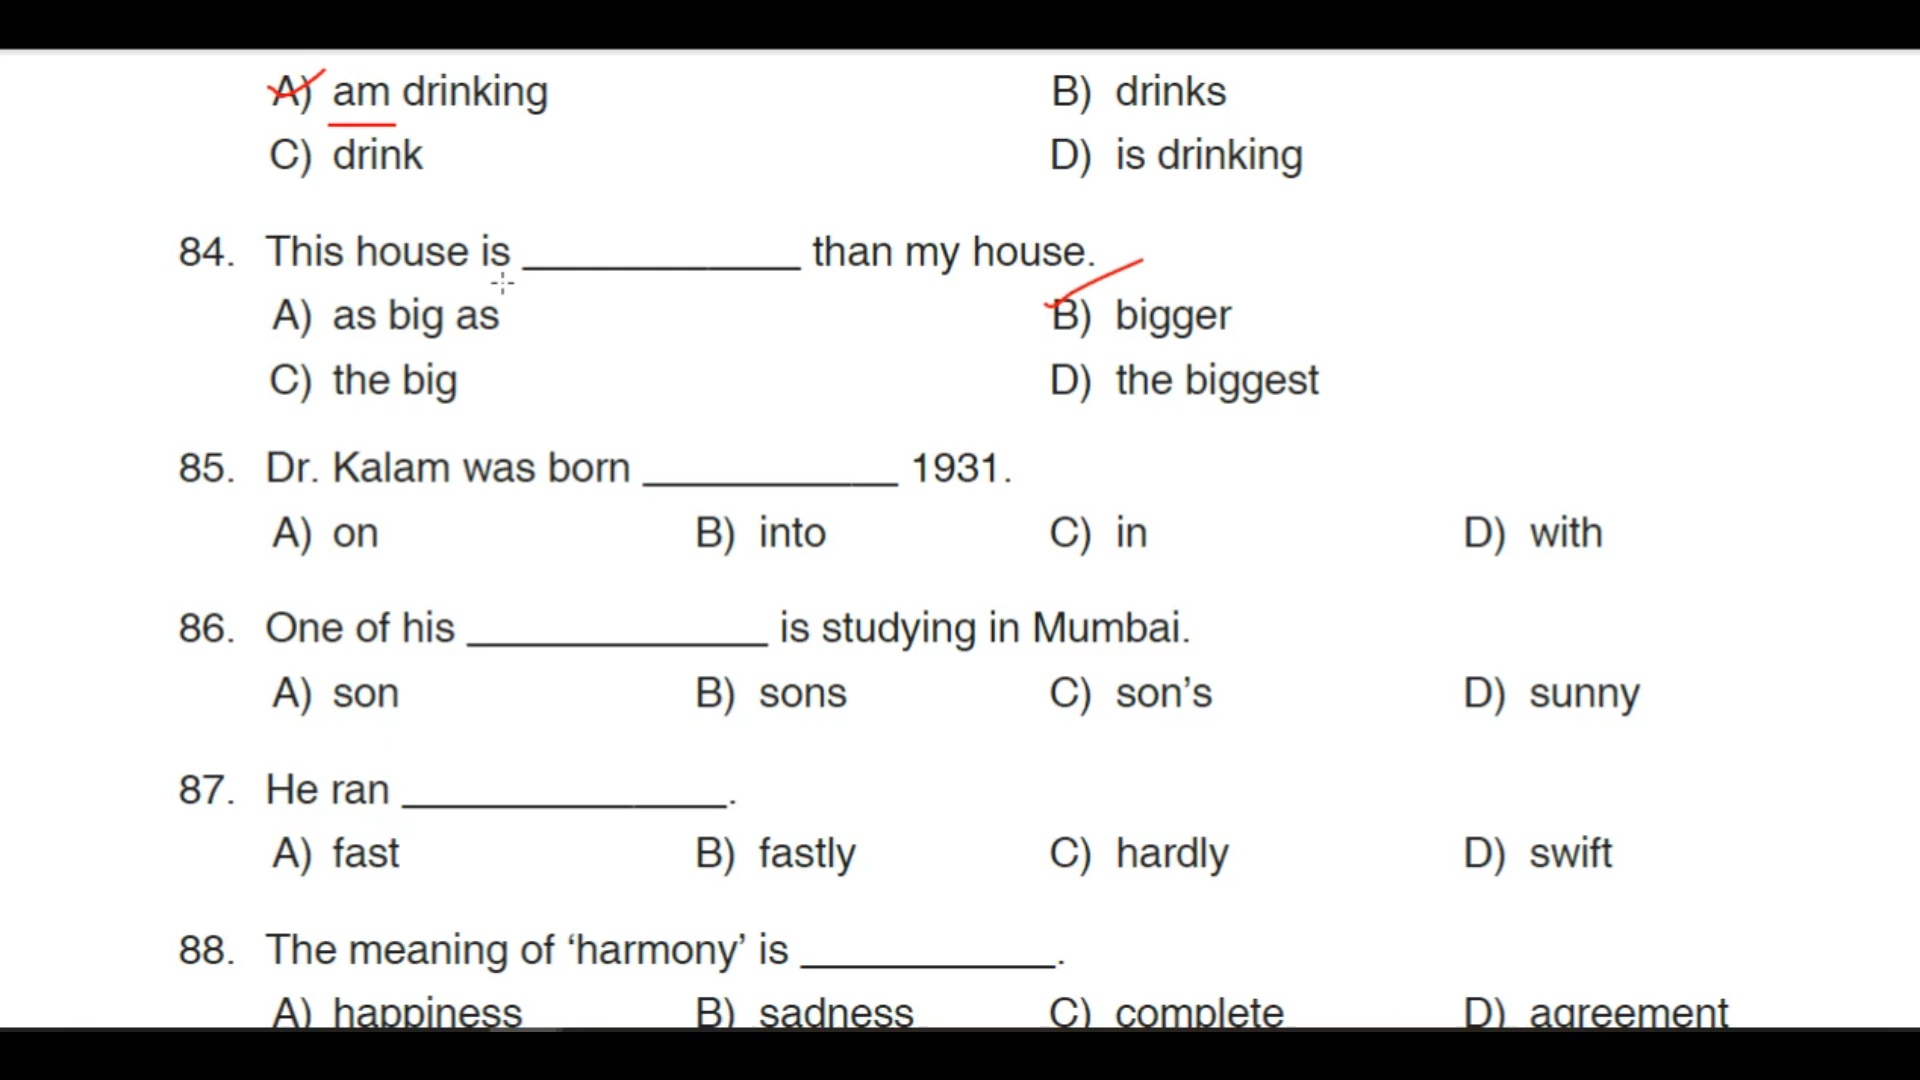 A) am drinking B) drinks
C) drink D) is drinking
84. This house is ____________ than my house.
A) as big as B) bigger
C) the big D) the biggest
85. Dr. Kalam was born ___________ 1931.
A) on B) into C) in D) with
86. One of his _____________ is studying in Mumbai.
A) son B) sons C) son’s D) sunny
87. He ran ______________.
A) fast B) fastly C) hardly D) swift
88. The meaning of ‘harmony’ is ___________.
A) happiness B) sadness C) complete D) agreement